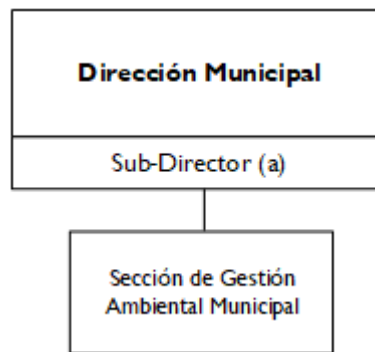 Dirección Municipal
Sub-Director (a)
Sección de Gestión
Ambiental Municipal